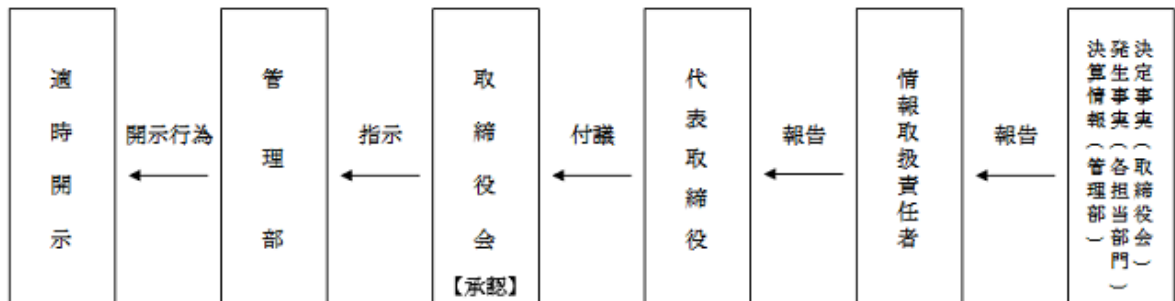 決定事実(取締役会)
発生事実(各担当部門)
決算情報(管理部)
報告
情報取扱責任者
報告
代表取締役
付議
取締役会
【承認】
指示
管理部
開示行為
適時開示